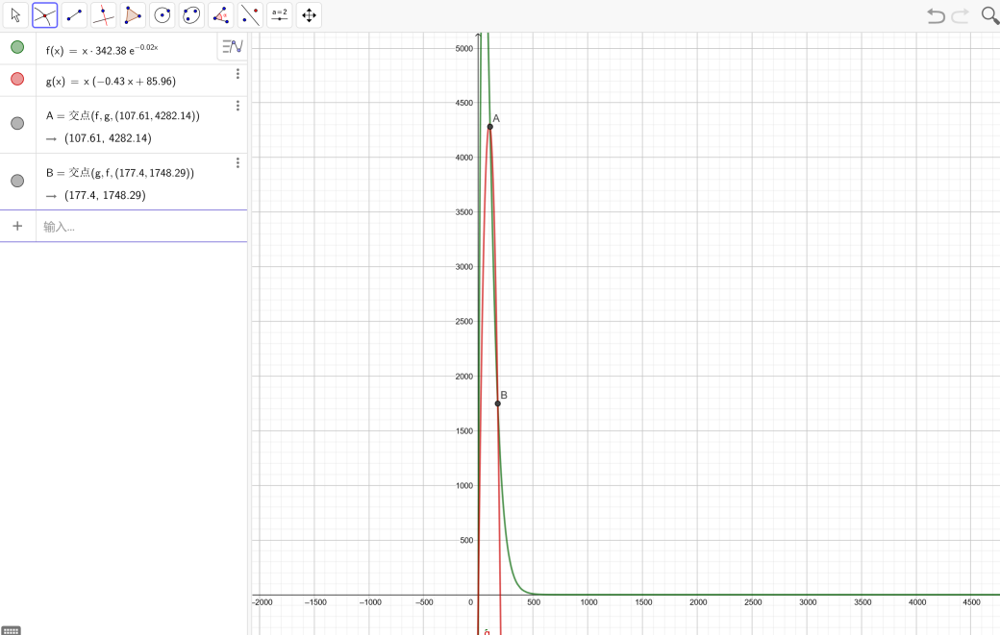 a = 2
f(x) = x · 342.38 e^−0.02x
g(x) = x (−0.43 x + 85.96)
A = 交点(f, g, (107.61, 4282.14))
→ (107.61, 4282.14)
B = 交点(g, f, (177.4, 1748.29))
→ (177.4, 1748.29)
+ 输入...
5000
4500
A
4000
3500
3000
2500
2000
B
1500
1000
500
−2000 −1500 −1000 −500 0 500 1000 1500 2000 2500 3000 3500 4000 4500
g